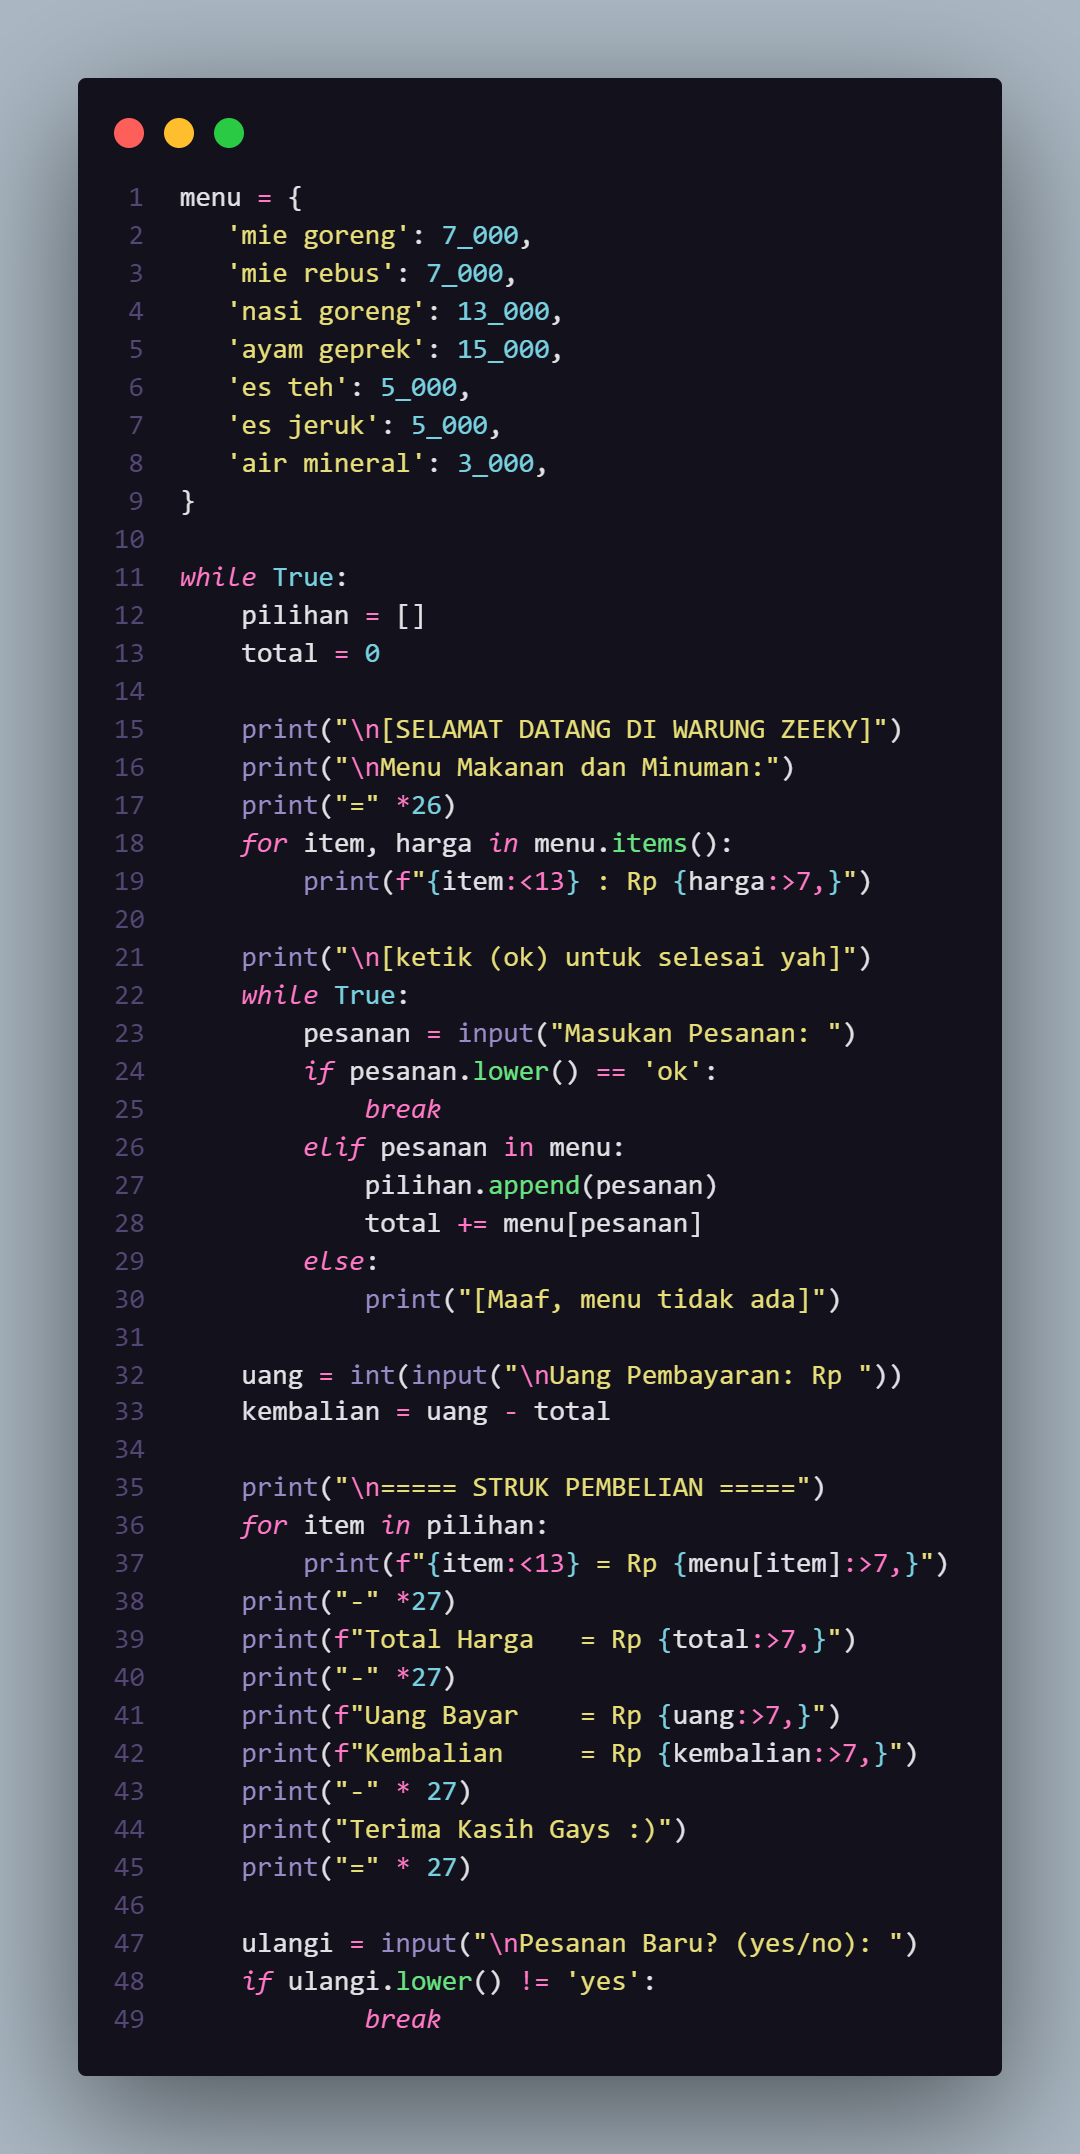 1 menu = {
2    'mie goreng': 7_000,
3    'mie rebus': 7_000,
4    'nasi goreng': 13_000,
5    'ayam geprek': 15_000,
6    'es teh': 5_000,
7    'es jeruk': 5_000,
8    'air mineral': 3_000,
9 }
10
11 while True:
12     pilihan = []
13     total = 0
14
15     print("\n[SELAMAT DATANG DI WARUNG ZEEKY]")
16     print("\nMenu Makanan dan Minuman:")
17     print("=" *26)
18     for item, harga in menu.items():
19         print(f"{item:<13} : Rp {harga:>7,}")
20
21     print("\n[ketik (ok) untuk selesai yah]")
22     while True:
23         pesanan = input("Masukan Pesanan: ")
24         if pesanan.lower() == 'ok':
25             break
26         elif pesanan in menu:
27             pilihan.append(pesanan)
28             total += menu[pesanan]
29         else:
30             print("[Maaf, menu tidak ada]")
31
32     uang = int(input("\nUang Pembayaran: Rp "))
33     kembalian = uang - total
34
35     print("\n===== STRUK PEMBELIAN =====")
36     for item in pilihan:
37         print(f"{item:<13} = Rp {menu[item]:>7,}")
38     print("-" *27)
39     print(f"Total Harga   = Rp {total:>7,}")
40     print("-" *27)
41     print(f"Uang Bayar    = Rp {uang:>7,}")
42     print(f"Kembalian     = Rp {kembalian:>7,}")
43     print("-" * 27)
44     print("Terima Kasih Gays :)")
45     print("=" * 27)
46
47     ulangi = input("\nPesanan Baru? (yes/no): ")
48     if ulangi.lower() != 'yes':
49             break